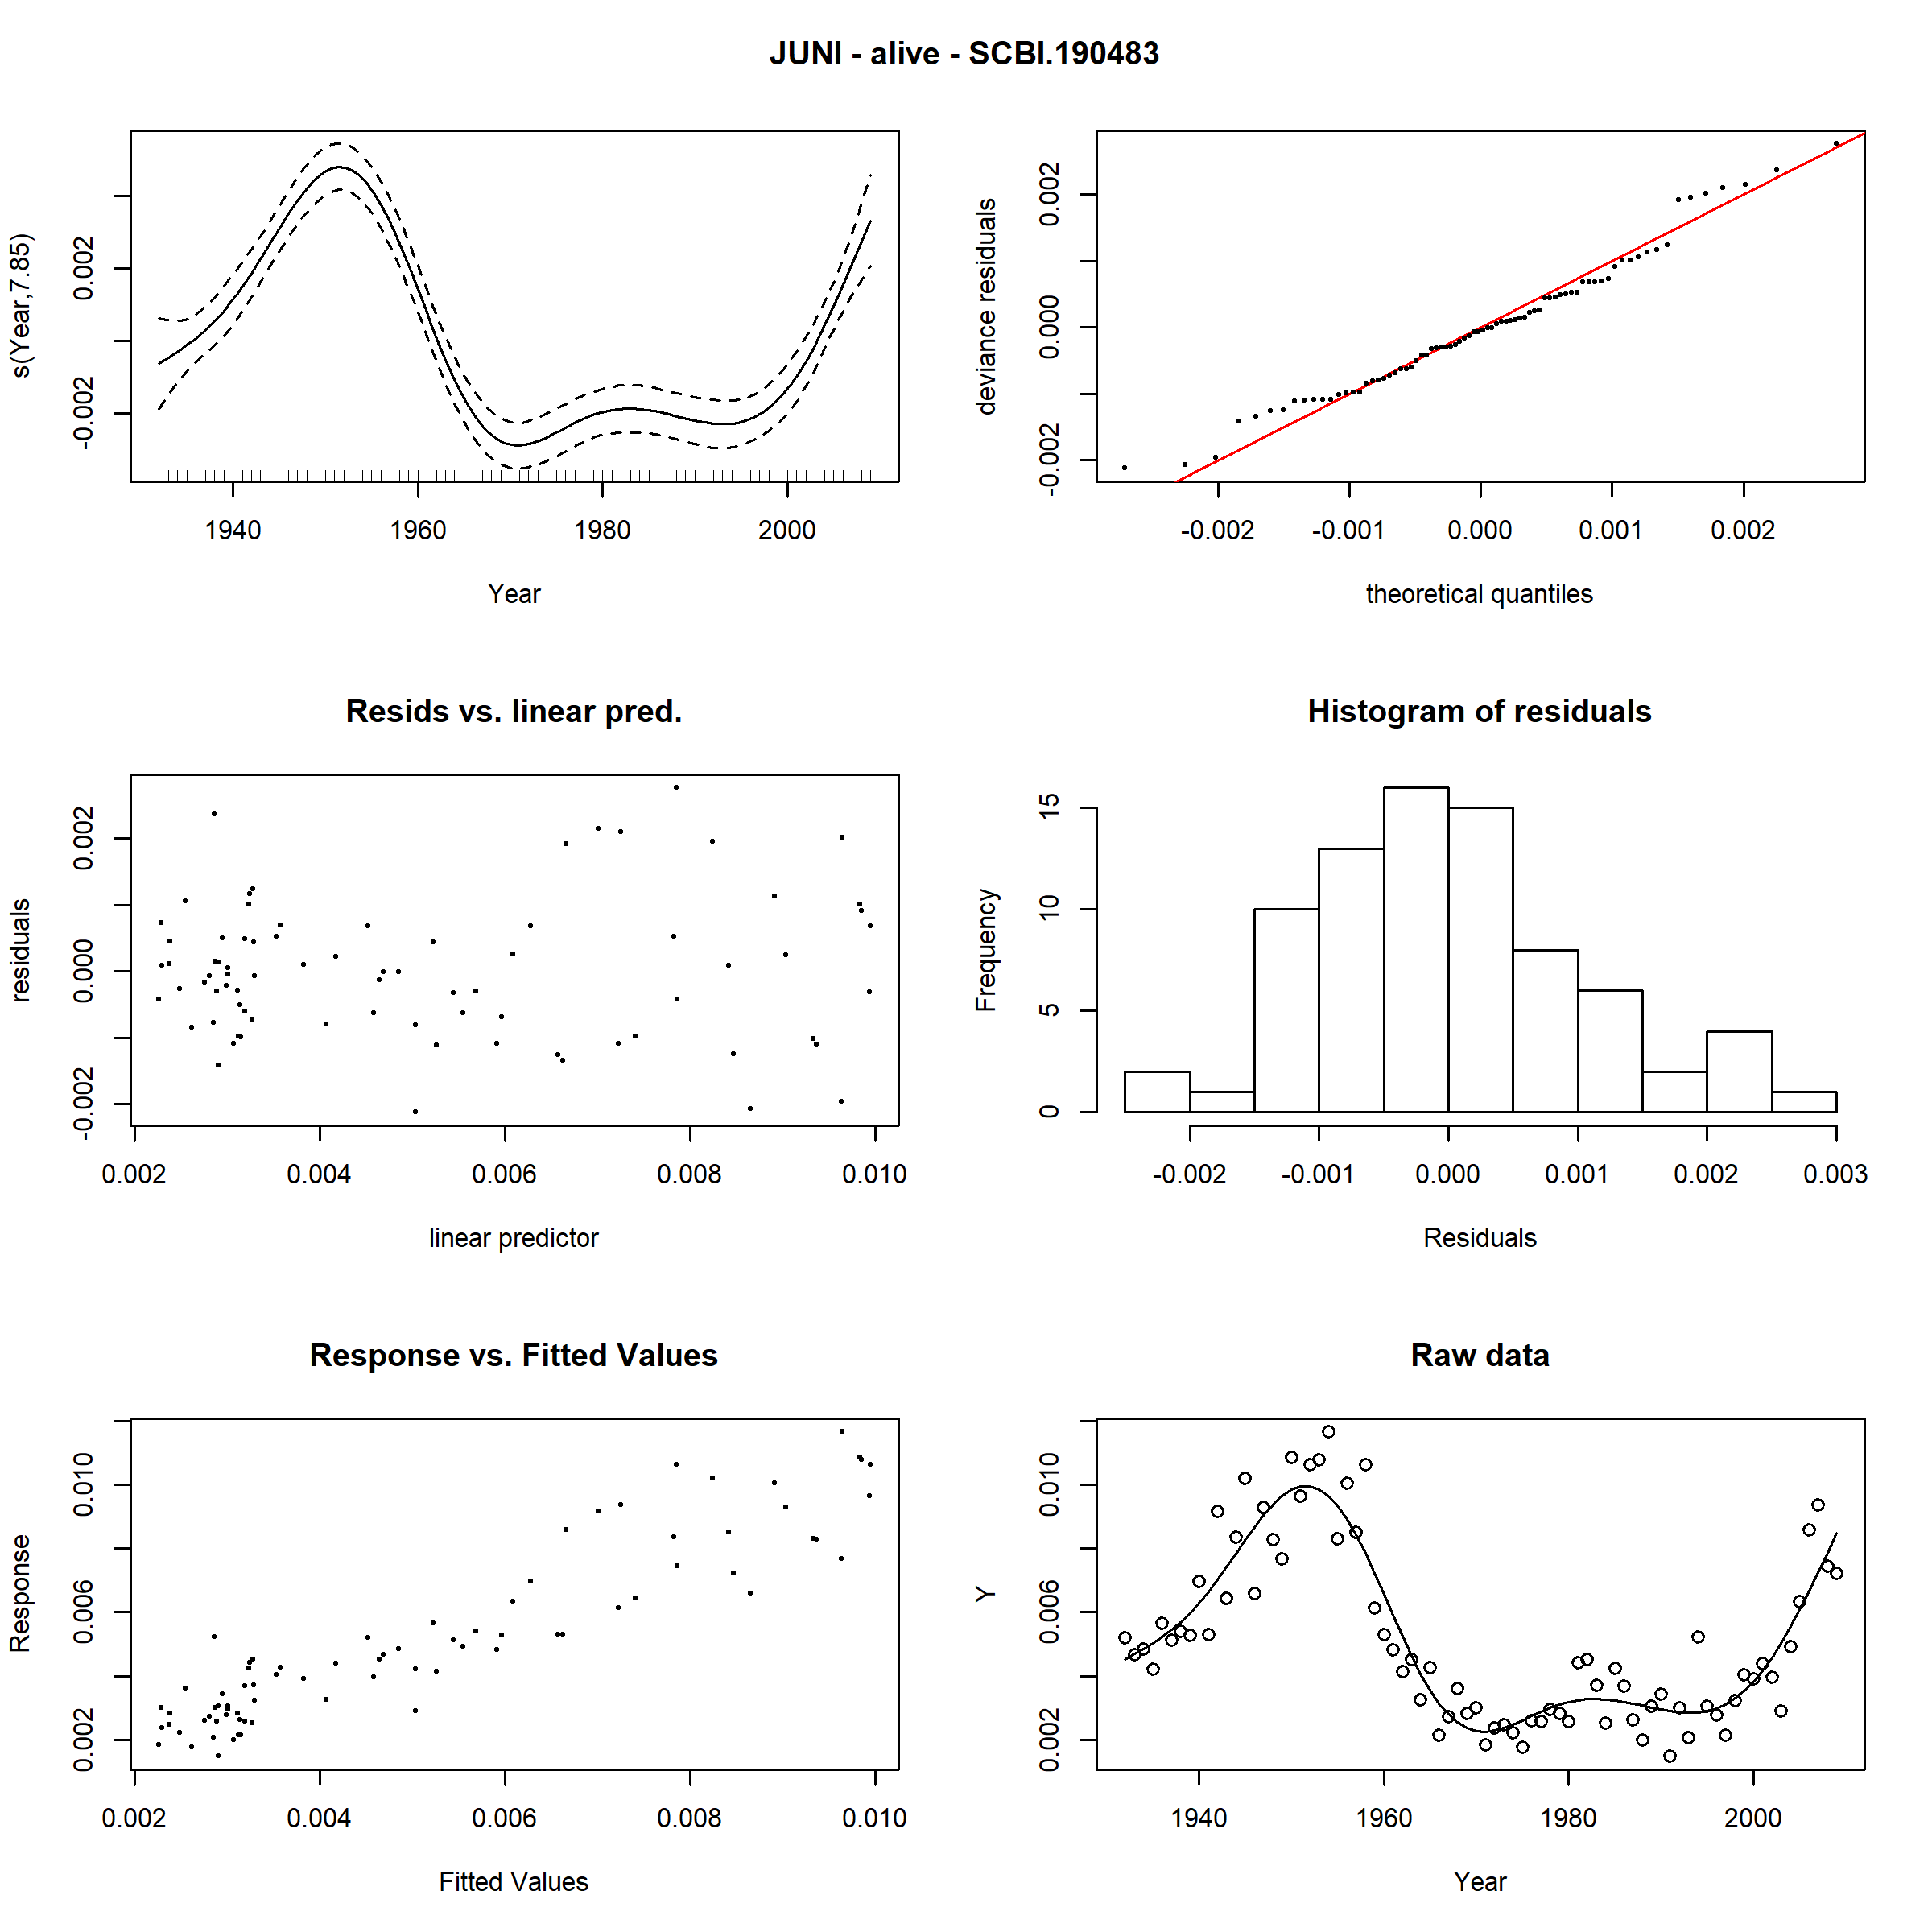 JUNI - alive - SCBI.190483
s(Year,7.85)
-0.002 0.002
1940 1960 1980 2000
Year
deviance residuals
-0.002 0.000 0.002
-0.002 -0.001 0.000 0.001 0.002
theoretical quantiles
Resids vs. linear pred.
residuals
-0.002 0.000 0.002
0.002 0.004 0.006 0.008 0.010
linear predictor
Histogram of residuals
Frequency
0 5 10 15
-0.002 -0.001 0.000 0.001 0.002 0.003
Residuals
Response vs. Fitted Values
Response
0.002 0.006 0.010
0.002 0.004 0.006 0.008 0.010
Fitted Values
Raw data
Y
0.002 0.006 0.010
1940 1960 1980 2000
Year